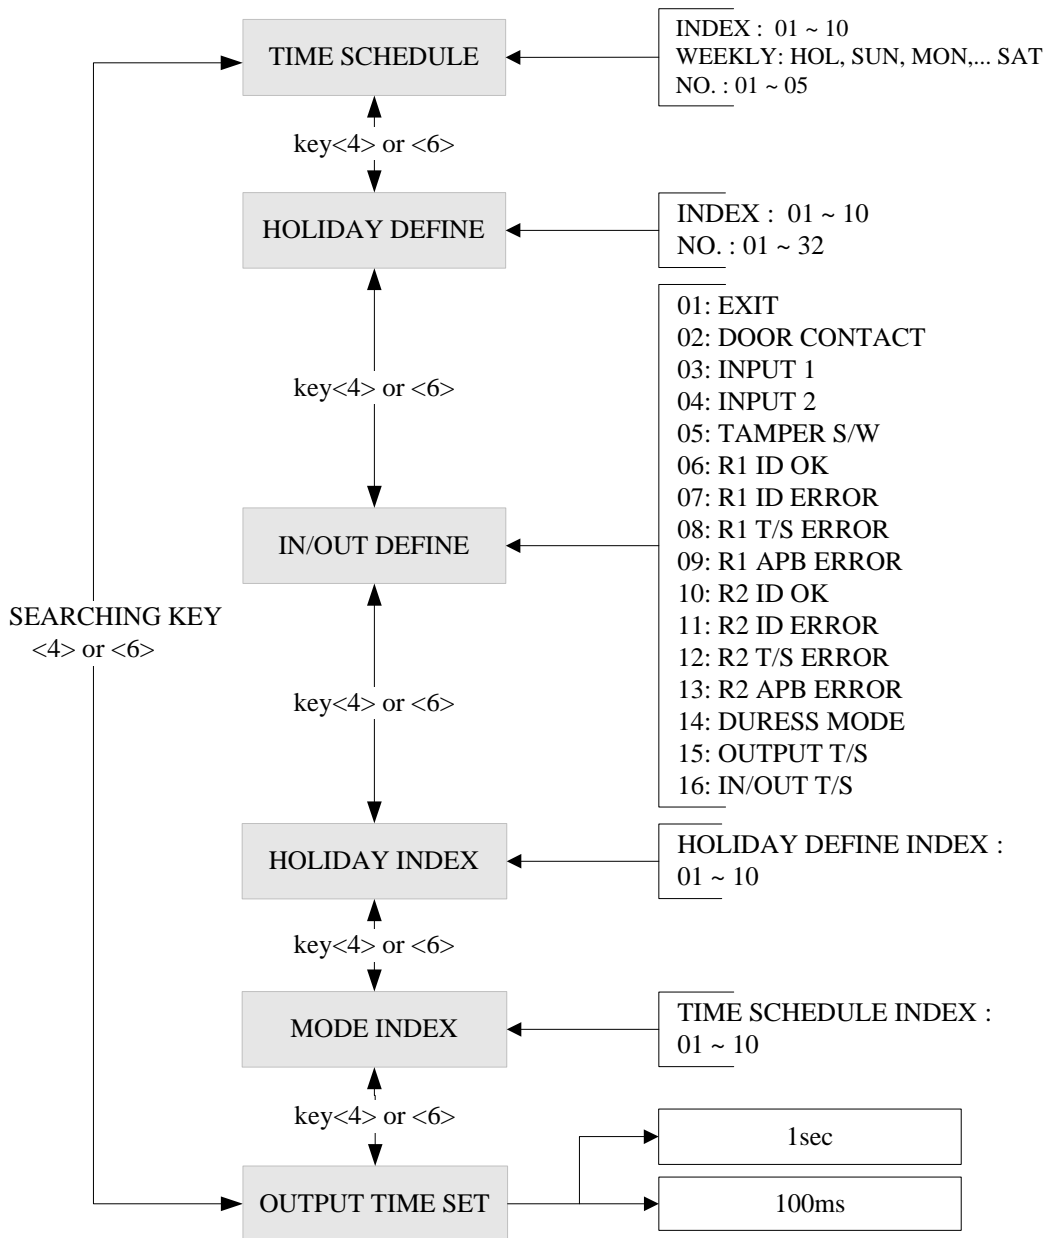 TIME SCHEDULE
INDEX : 01 ~ 10
WEEKLY: HOL, SUN, MON,... SAT
NO. : 01 ~ 05
key<4> or <6>
HOLIDAY DEFINE
INDEX : 01 ~ 10
NO. : 01 ~ 32
key<4> or <6>
IN/OUT DEFINE
01: EXIT
02: DOOR CONTACT
03: INPUT 1
04: INPUT 2
05: TAMPER S/W
06: R1 ID OK
07: R1 ID ERROR
08: R1 T/S ERROR
09: R1 APB ERROR
10: R2 ID OK
11: R2 ID ERROR
12: R2 T/S ERROR
13: R2 APB ERROR
14: DURESS MODE
15: OUTPUT T/S
16: IN/OUT T/S
SEARCHING KEY
<4> or <6>
key<4> or <6>
HOLIDAY INDEX
HOLIDAY DEFINE INDEX :
01 ~ 10
key<4> or <6>
MODE INDEX
TIME SCHEDULE INDEX :
01 ~ 10
key<4> or <6>
OUTPUT TIME SET
1sec
100ms